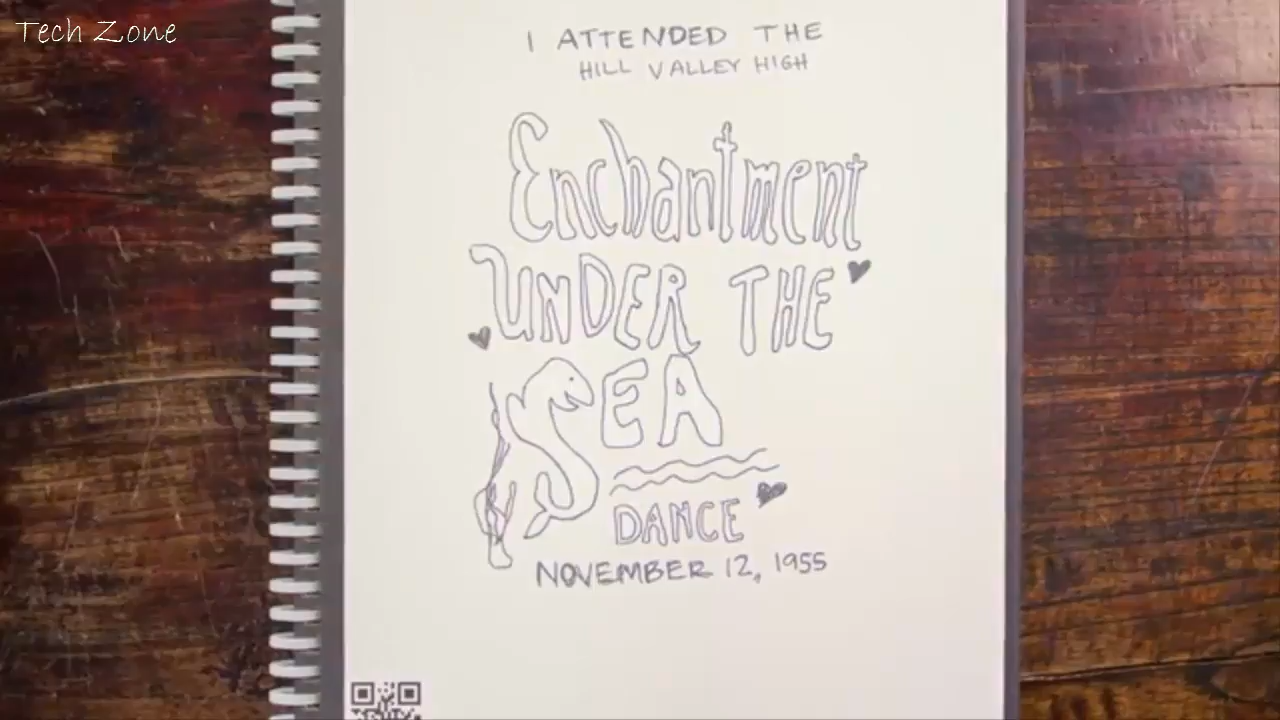 Tech Zone
I ATTENDED THE
HILL VALLEY HIGH
Enchantment
UNDER THE
SEA
DANCE
NOVEMBER 12, 1955